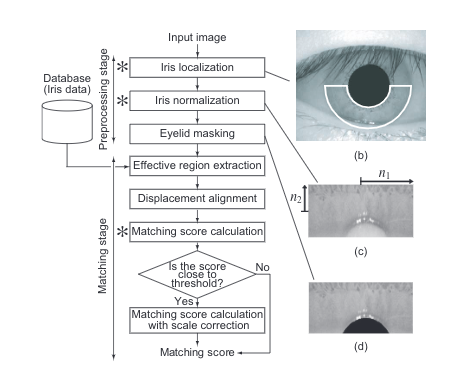 Input image
Preprocessing stage
* Iris localization
Database
(Iris data)
* Iris normalization
Eyelid masking
(b)
Effective region extraction
Matching stage
Displacement alignment
* Matching score calculation
n1
n2
(c)
Is the score
close to
threshold?
No
Yes
Matching score calculation
with scale correction
Matching score
(d)